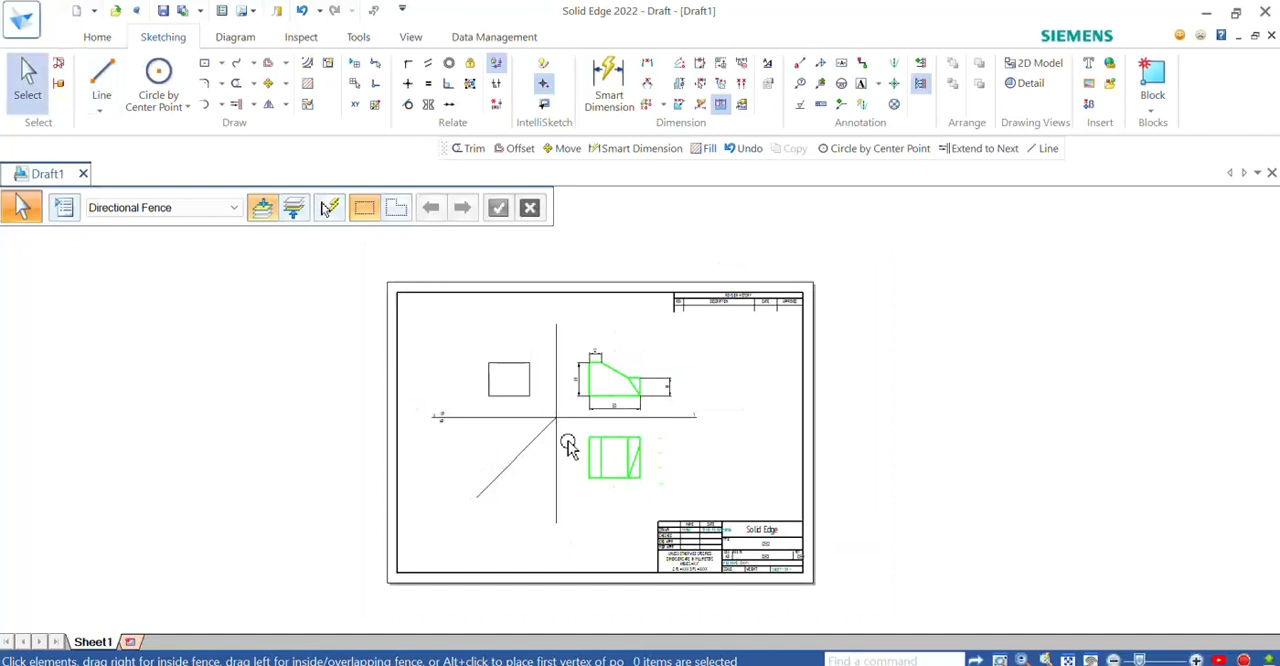 Solid Edge 2022 - Draft - [Draft1]
Home
Sketching
Diagram
Inspect
Tools
View
Data Management
SIEMENS
Select
Line
Circle by
Center Point
Smart
Dimension
2D Model
Detail
Block
Select
Draw
Relate
IntelliSketch
Dimension
Annotation
Arrange
Drawing Views
Insert
Blocks
Trim
Offset
Move
Smart Dimension
Fill
Undo
Copy
Circle by Center Point
Extend to Next
Line
Draft1
Directional Fence
Solid Edge
Sheet1
Click elements, drag right for inside fence, drag left for inside/overlapping fence, or Alt+click to place first vertex of po
0 items are selected
Find a command